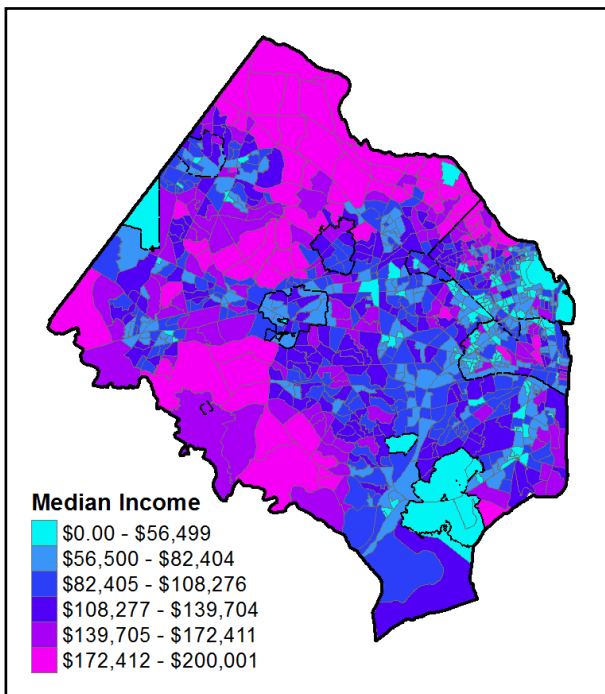 Median Income
$0.00 - $56,499
$56,500 - $82,404
$82,405 - $108,276
$108,277 - $139,704
$139,705 - $172,411
$172,412 - $200,001